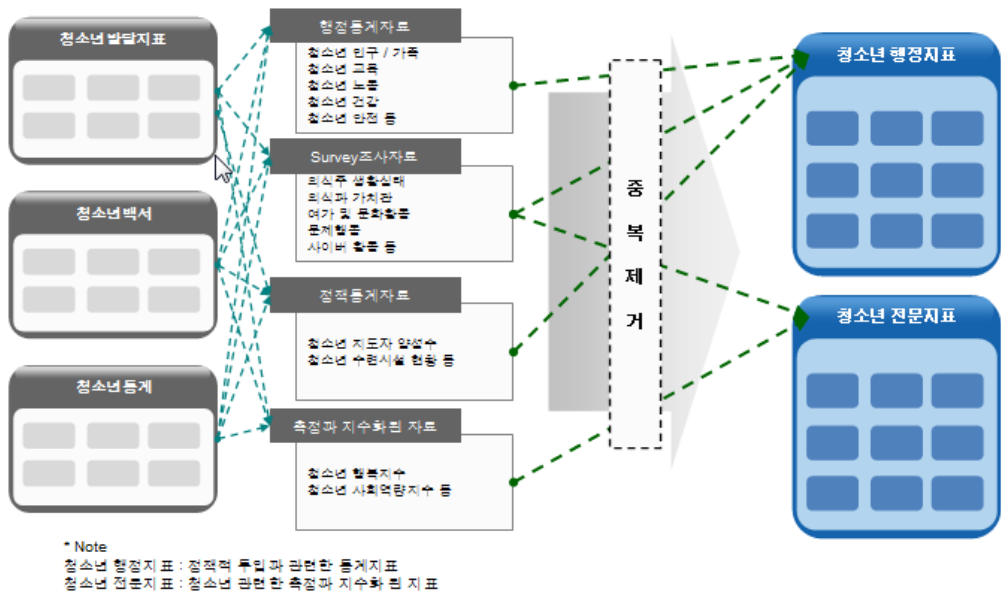 청소년 발달지표
청소년백서
청소년통계
행정통계자료
청소년 인구 / 가족
청소년 교육
청소년 노동
청소년 건강
청소년 안전 등
Survey조사자료
의식주 생활실태
의식과 가치관
여가 및 문화활동
문제행동
사이버 활동 등
정책통계자료
청소년 지도자 양성수
청소년 수련시설 현황 등
측정과 지수화된 자료
청소년 행복지수
청소년 사회역량지수 등
중
복
제
거
청소년 행정지표
청소년 전문지표
* Note
청소년 행정지표 : 정책적 투입과 관련한 통계지표
청소년 전문지표 : 청소년 관련한 측정과 지수화 된 지표